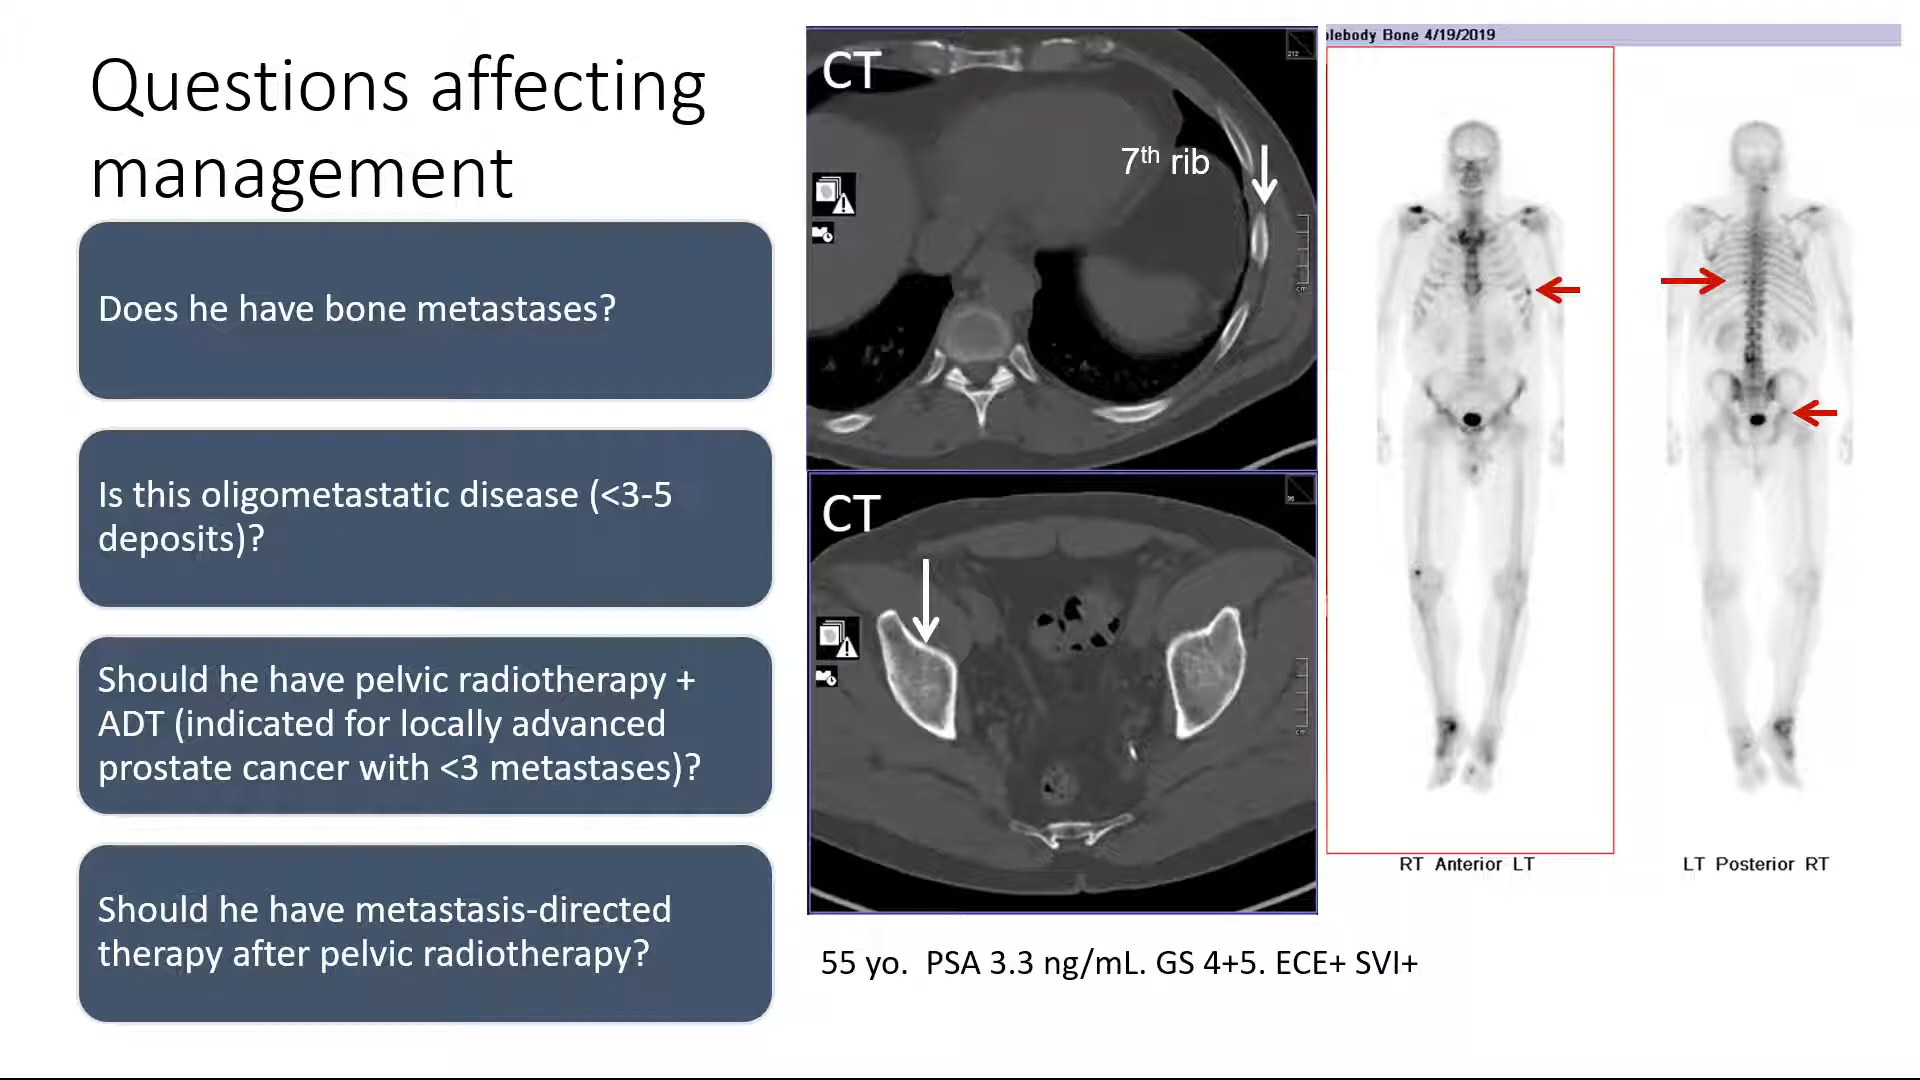 Questions affecting
management
Does he have bone metastases?
Is this oligometastatic disease (<3-5
deposits)?
Should he have pelvic radiotherapy +
ADT (indicated for locally advanced
prostate cancer with <3 metastases)?
Should he have metastasis-directed
therapy after pelvic radiotherapy?
CT
7th rib
CT
55 yo. PSA 3.3 ng/mL. GS 4+5. ECE+ SVI+
lebody Bone 4/19/2019
RT Anterior LT
LT Posterior RT